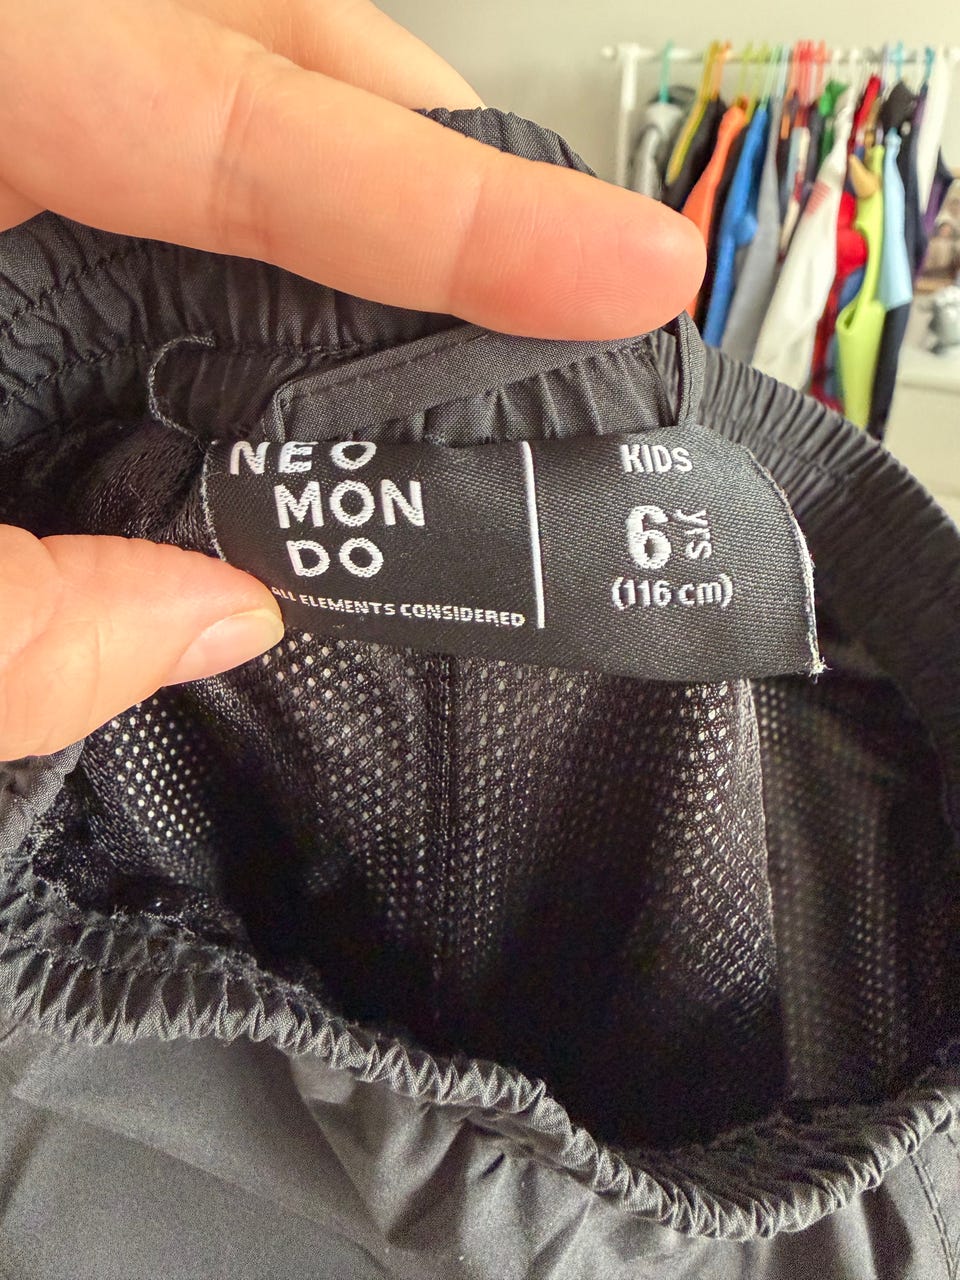 NEO
MON
DO
ALL ELEMENTS CONSIDERED
KIDS
6 yrs
(116 cm)